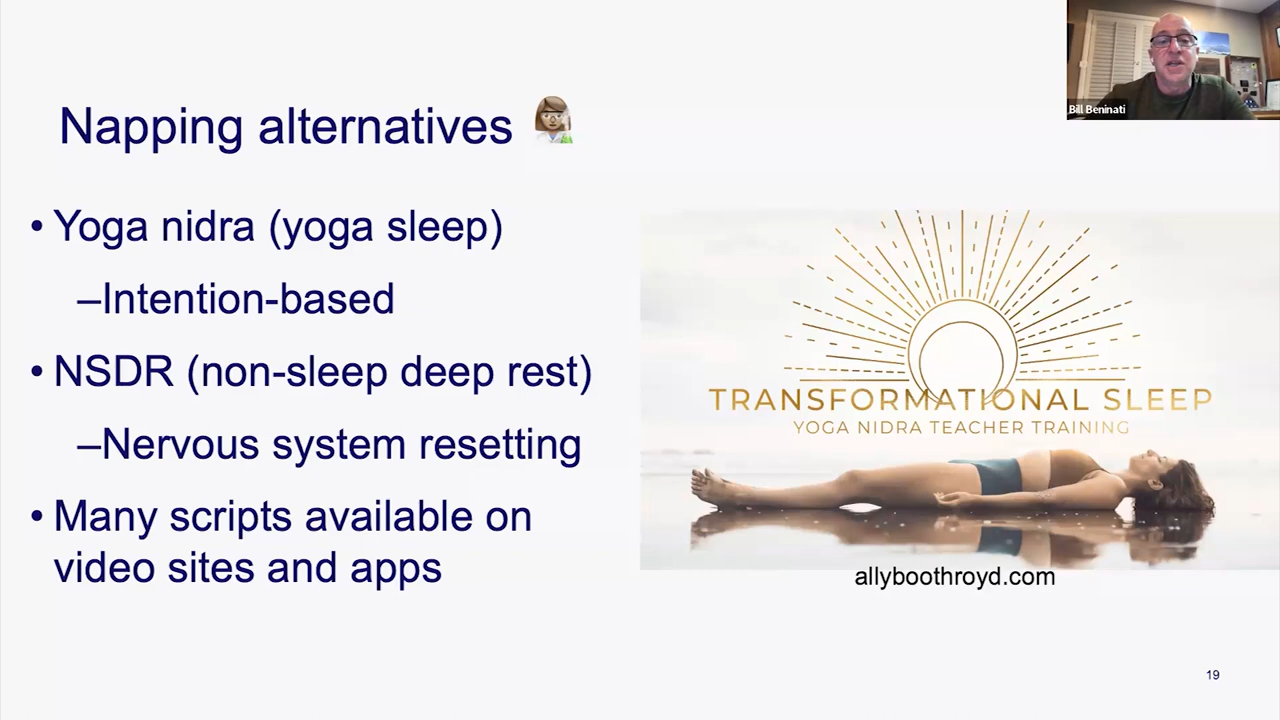 Bill Beninati
Napping alternatives
• Yoga nidra (yoga sleep)
–Intention-based
• NSDR (non-sleep deep rest)
–Nervous system resetting
• Many scripts available on
video sites and apps
TRANSFORMATIONAL SLEEP
YOGA NIDRA TEACHER TRAINING
allyboothroyd.com
19